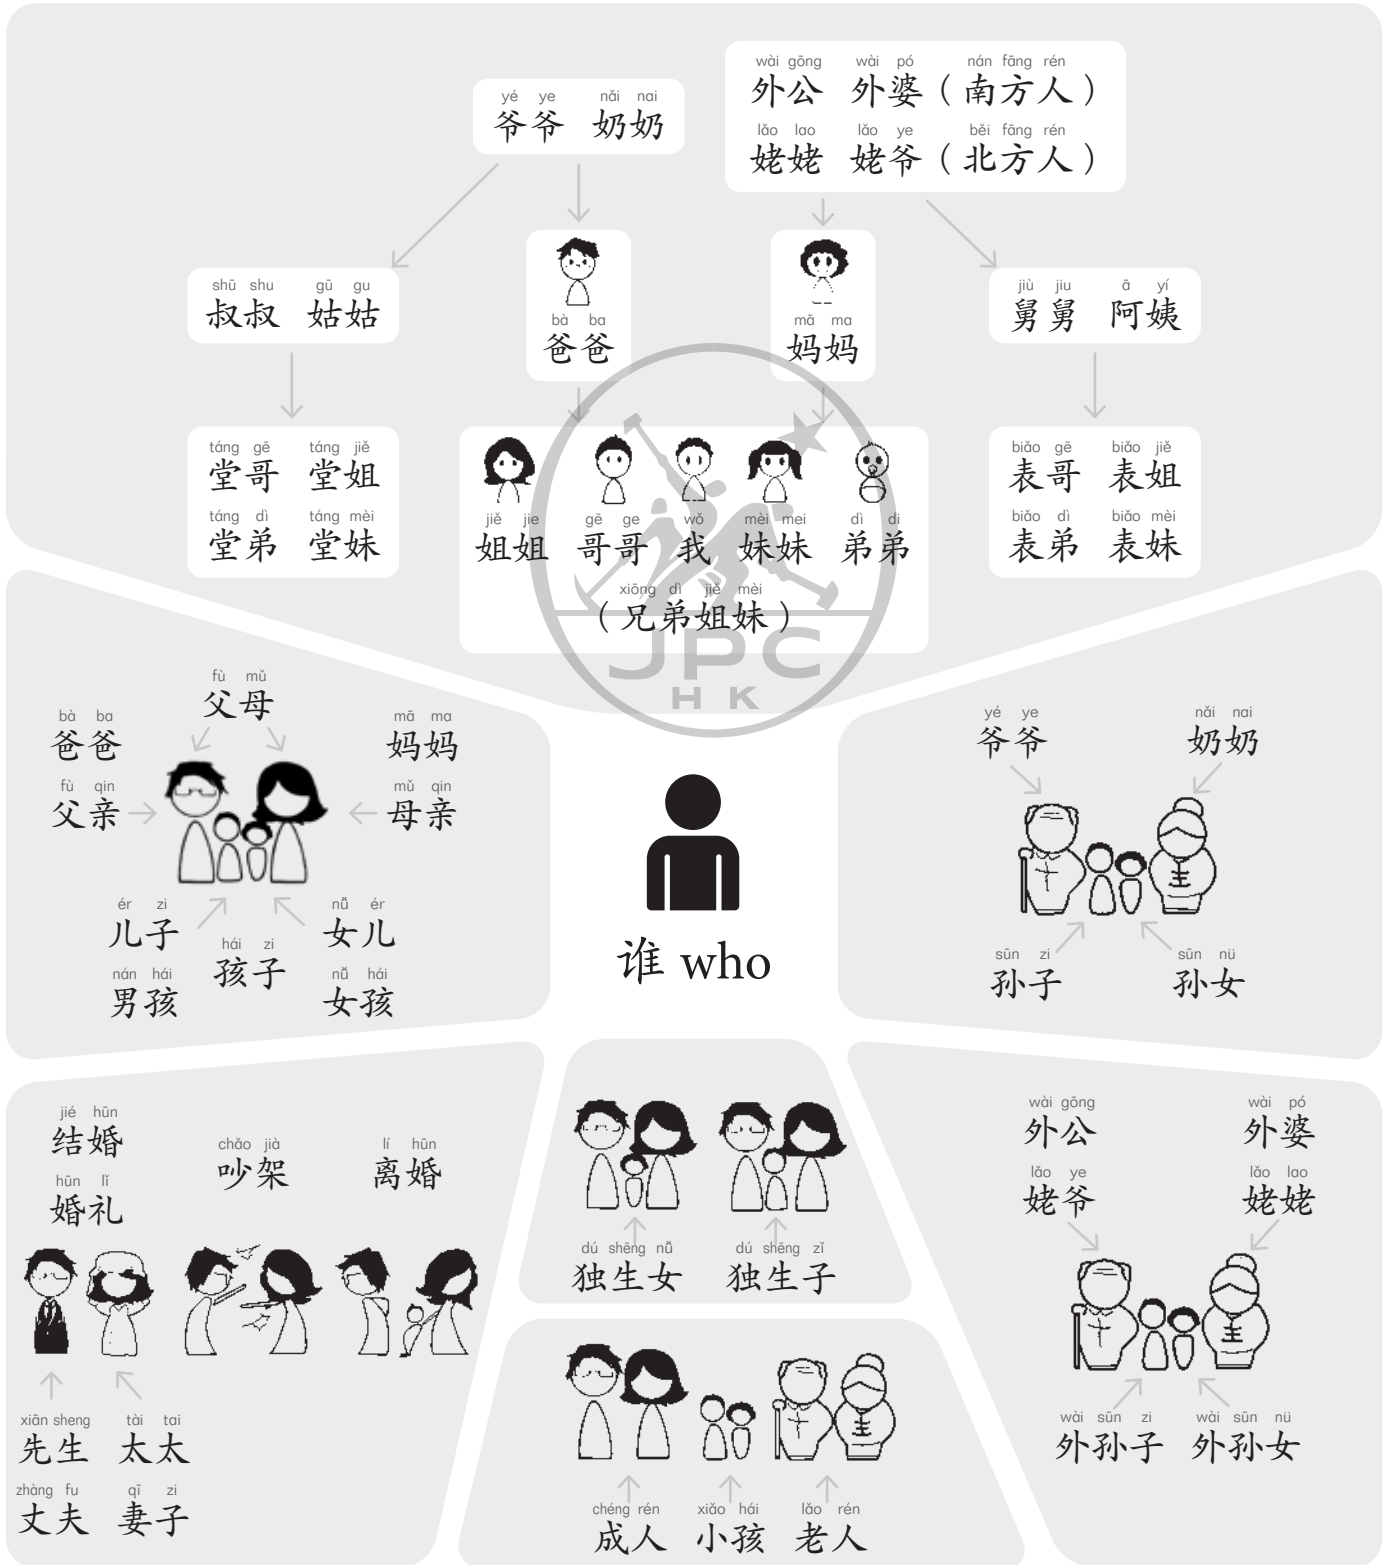 yé ye nǎi nai
爷爷 奶奶
wài gōng wài pó nán fāng rén
外公 外婆（南方人）
lǎo lao lǎo ye běi fāng rén
姥姥 姥爷（北方人）
shū shu gū gu
叔叔 姑姑
bà ba
爸爸
mā ma
妈妈
jiù jiu ā yí
舅舅 阿姨
táng gē táng jiě
堂哥 堂姐
táng dì táng mèi
堂弟 堂妹
jiě jie gē ge wǒ mèi mei dì di
姐姐 哥哥 我 妹妹 弟弟
xiōng dì jiě mèi
（兄弟姐妹）
biǎo gē biǎo jiě
表哥 表姐
biǎo dì biǎo mèi
表弟 表妹
JPC
HK
fù mǔ
父母
bà ba
爸爸
mā ma
妈妈
fù qin
父亲
mǔ qin
母亲
ér zi
儿子
nǚ ér
女儿
hái zi
孩子
nán hái
男孩
nǚ hái
女孩
谁 who
yé ye
爷爷
nǎi nai
奶奶
sūn zi
孙子
sūn nü
孙女
jié hūn
结婚
hūn lǐ
婚礼
chǎo jià
吵架
lí hūn
离婚
xiān sheng
先生
tài tai
太太
zhàng fu
丈夫
qī zi
妻子
dú shēng nǚ
独生女
dú shēng zǐ
独生子
chéng rén
成人
xiǎo hái
小孩
lǎo rén
老人
wài gōng
外公
wài pó
外婆
lǎo ye
姥爷
lǎo lao
姥姥
wài sūn zi
外孙子
wài sūn nü
外孙女